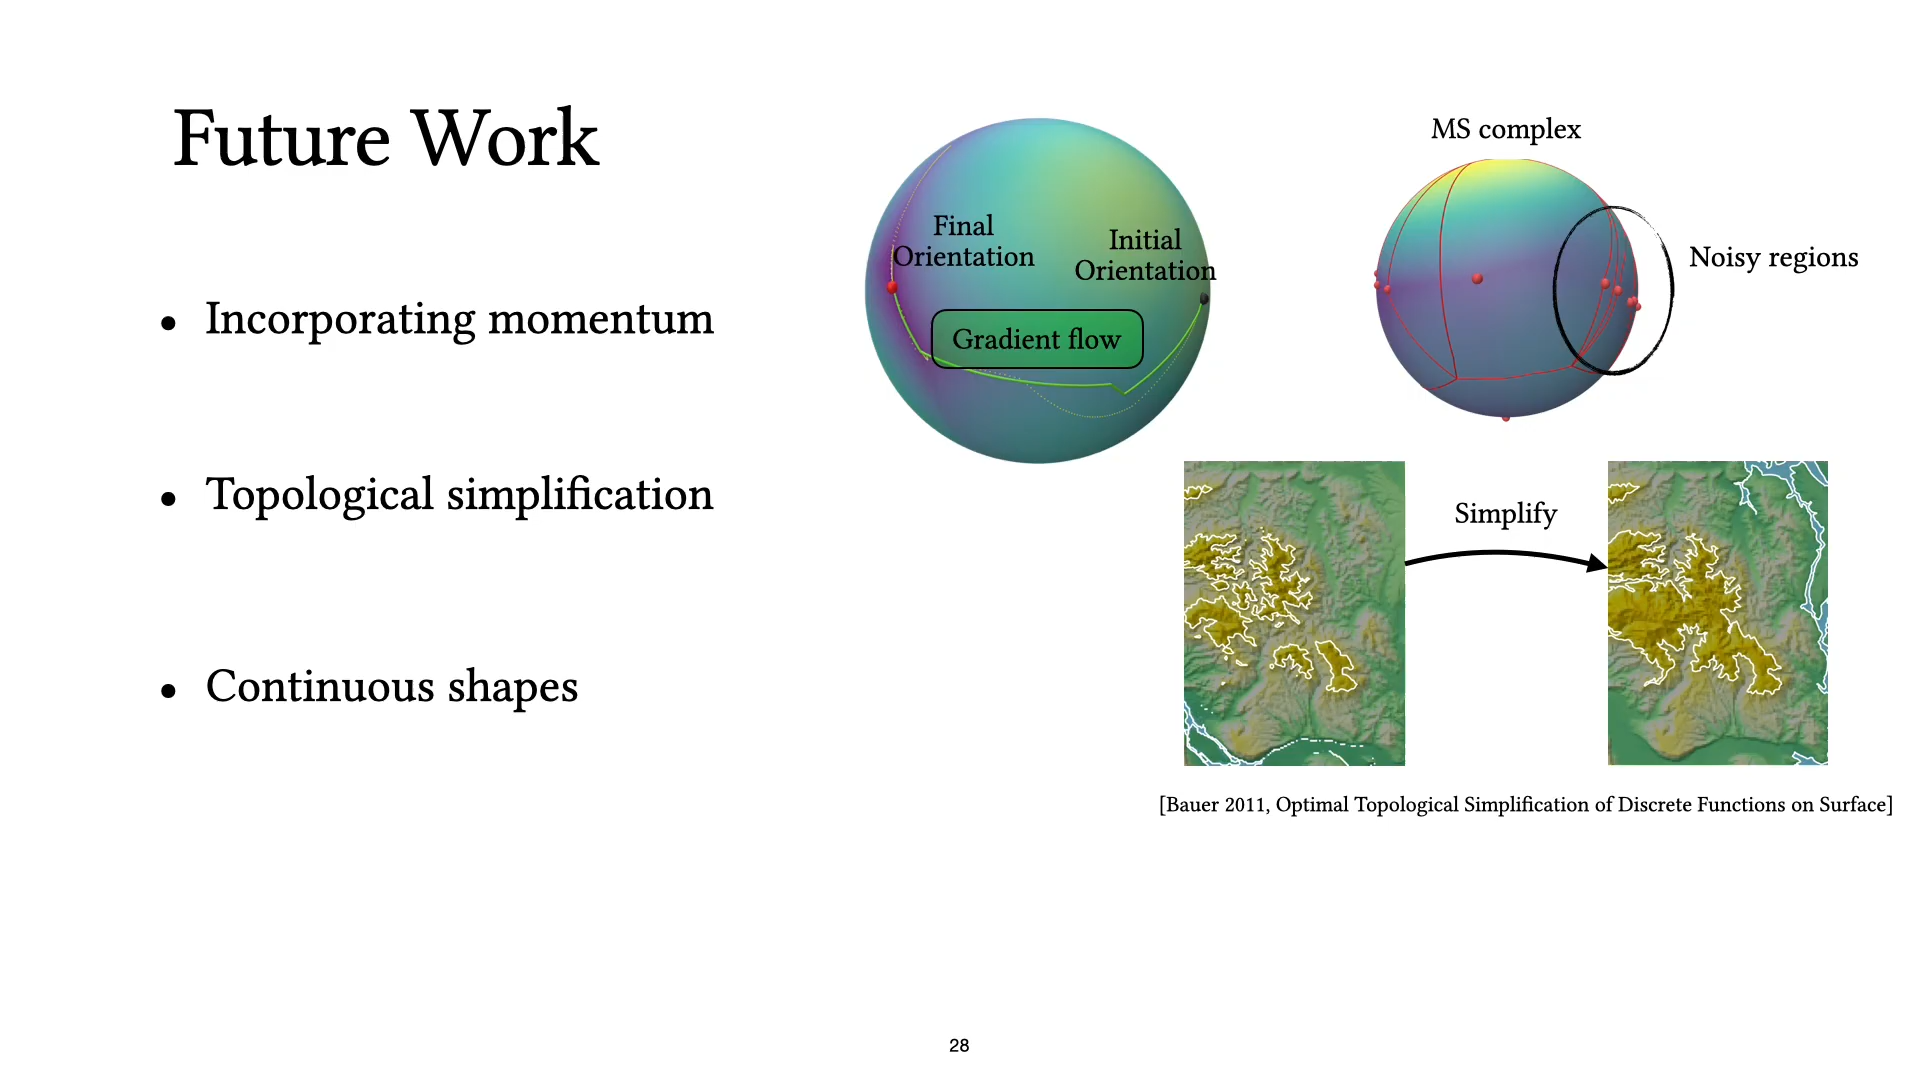 Future Work
• Incorporating momentum
• Topological simplification
• Continuous shapes
Final
Orientation
Initial
Orientation
Gradient flow
MS complex
Noisy regions
Simplify
[Bauer 2011, Optimal Topological Simplification of Discrete Functions on Surface]
28